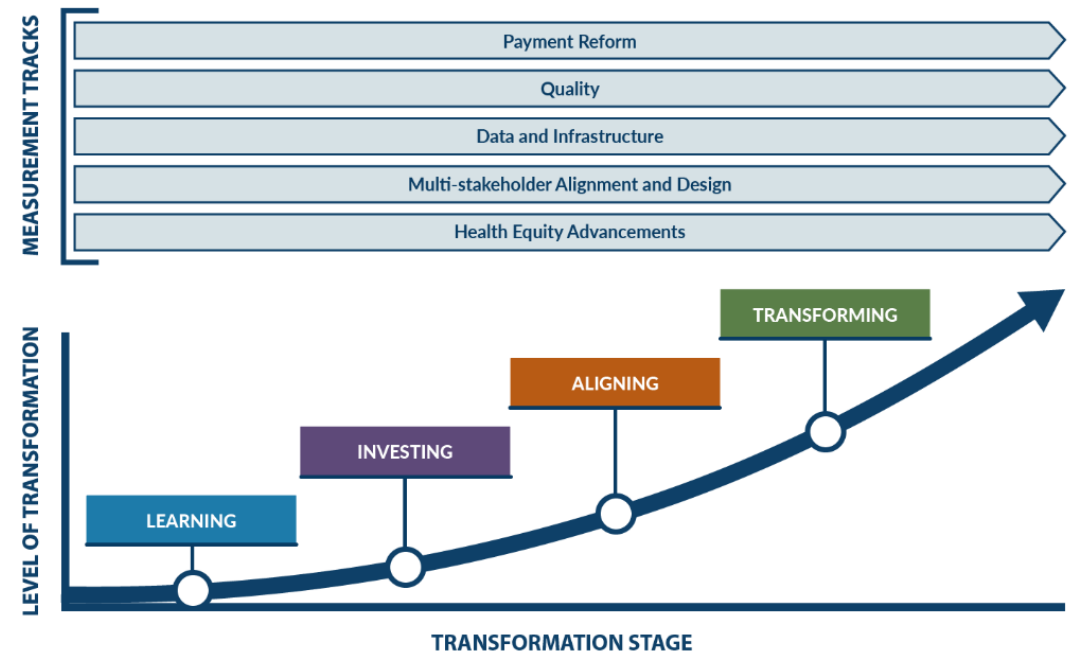 MEASUREMENT TRACKS
Payment Reform
Quality
Data and Infrastructure
Multi-stakeholder Alignment and Design
Health Equity Advancements
LEVEL OF TRANSFORMATION
TRANSFORMING
ALIGNING
INVESTING
LEARNING
TRANSFORMATION STAGE